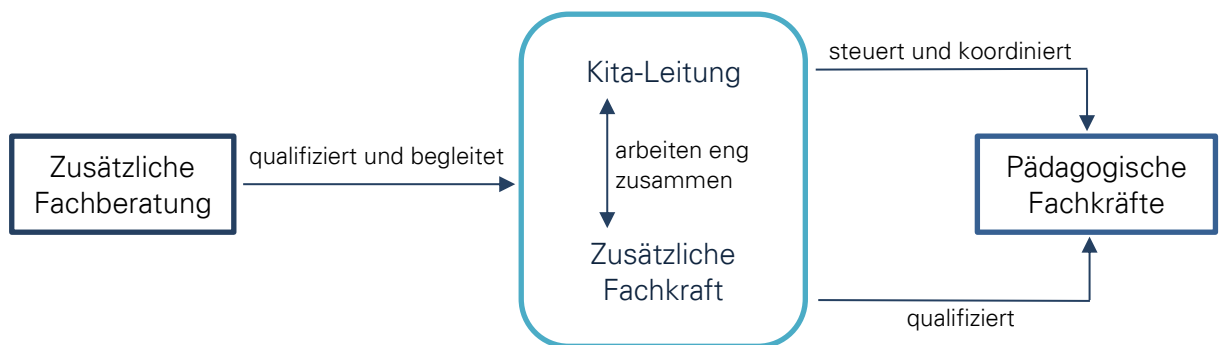 Zusätzliche
Fachberatung
qualifiziert und begleitet
Kita-Leitung
arbeiten eng
zusammen
Zusätzliche
Fachkraft
steuert und koordiniert
Pädagogische
Fachkräfte
qualifiziert